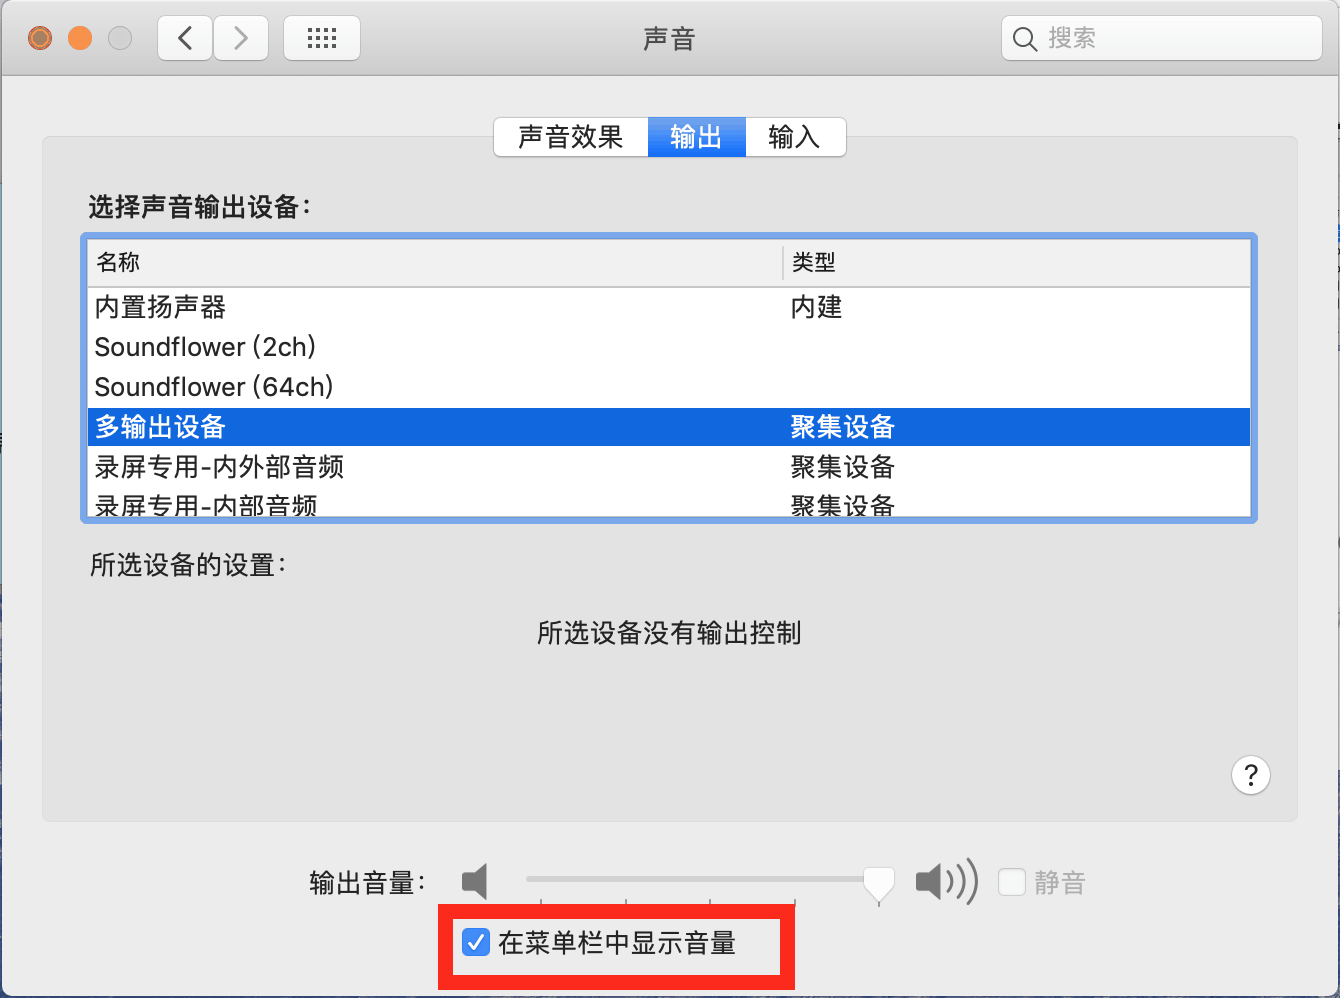 声音
搜索
声音效果 输出 输入
选择声音输出设备：
名称 类型
内置扬声器 内建
Soundflower (2ch)
Soundflower (64ch)
多输出设备 聚集设备
录屏专用-内外部音频 聚集设备
录屏专用-内部音频 聚集设备
所选设备的设置：
所选设备没有输出控制
?
输出音量： 静音
在菜单栏中显示音量